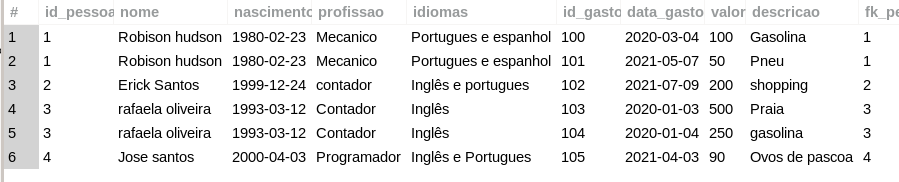 # id_pessoa nome nascimento profissao idiomas id_gasto data_gasto valor descricao fk_pe
1 1 Robison hudson 1980-02-23 Mecanico Portugues e espanhol 100 2020-03-04 100 Gasolina 1
2 1 Robison hudson 1980-02-23 Mecanico Portugues e espanhol 101 2021-05-07 50 Pneu 1
3 2 Erick Santos 1999-12-24 contador Inglês e portugues 102 2021-07-09 200 shopping 2
4 3 rafaela oliveira 1993-03-12 Contador Inglês 103 2020-01-03 500 Praia 3
5 3 rafaela oliveira 1993-03-12 Contador Inglês 104 2020-01-04 250 gasolina 3
6 4 Jose santos 2000-04-03 Programador Inglês e Portugues 105 2021-04-03 90 Ovos de pascoa 4